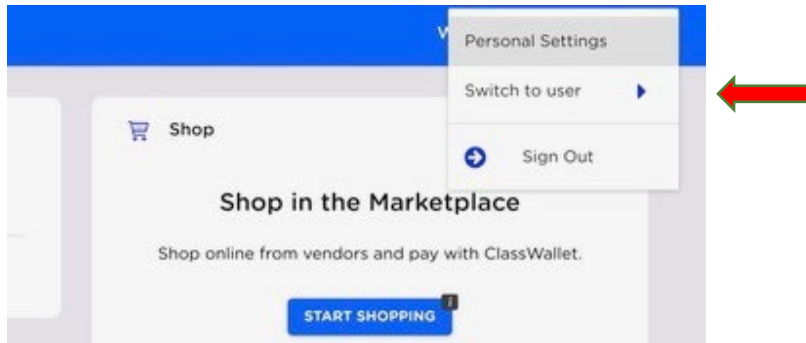 Personal Settings
Switch to user
Sign Out
Shop
Shop in the Marketplace
Shop online from vendors and pay with ClassWallet.
START SHOPPING
i